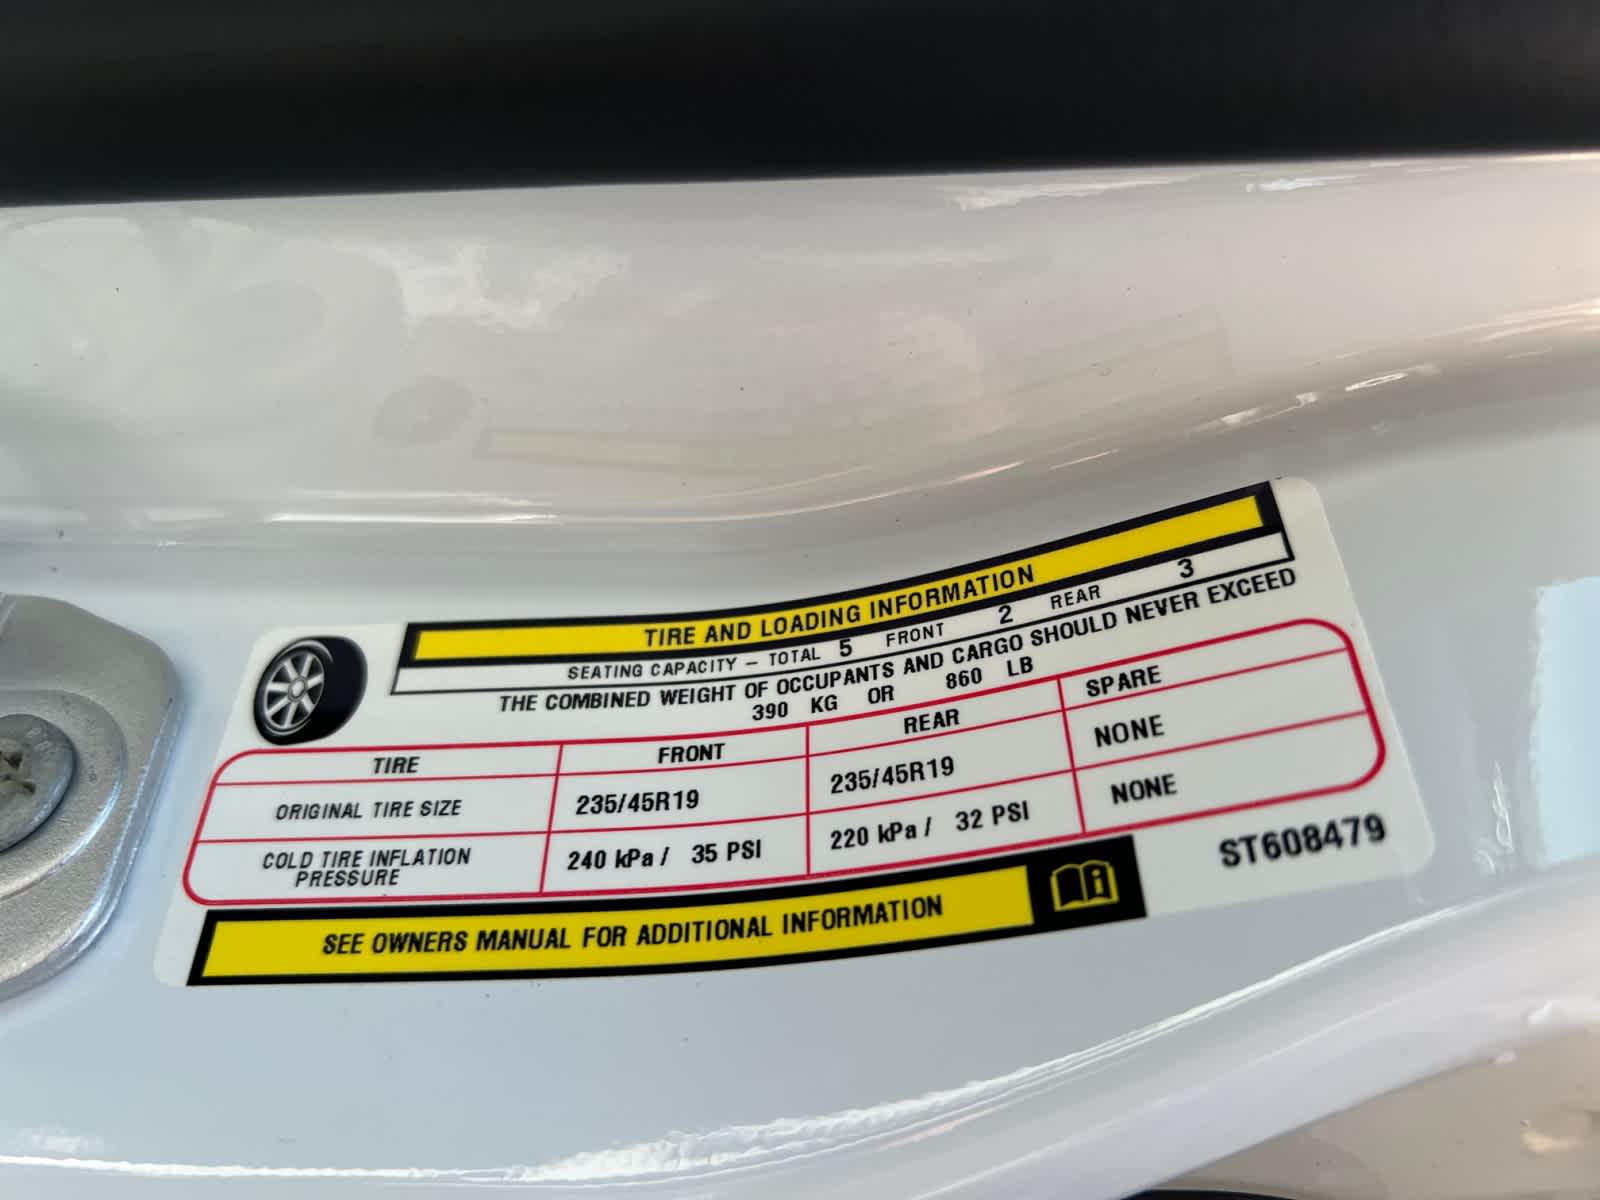 TIRE AND LOADING INFORMATION
SEATING CAPACITY – TOTAL 5 FRONT 2 REAR 3
THE COMBINED WEIGHT OF OCCUPANTS AND CARGO SHOULD NEVER EXCEED
390 KG OR 860 LB
TIRE FRONT REAR SPARE
ORIGINAL TIRE SIZE 235/45R19 235/45R19 NONE
COLD TIRE INFLATION PRESSURE 240 kPa / 35 PSI 220 kPa / 32 PSI NONE
SEE OWNERS MANUAL FOR ADDITIONAL INFORMATION
ST608479